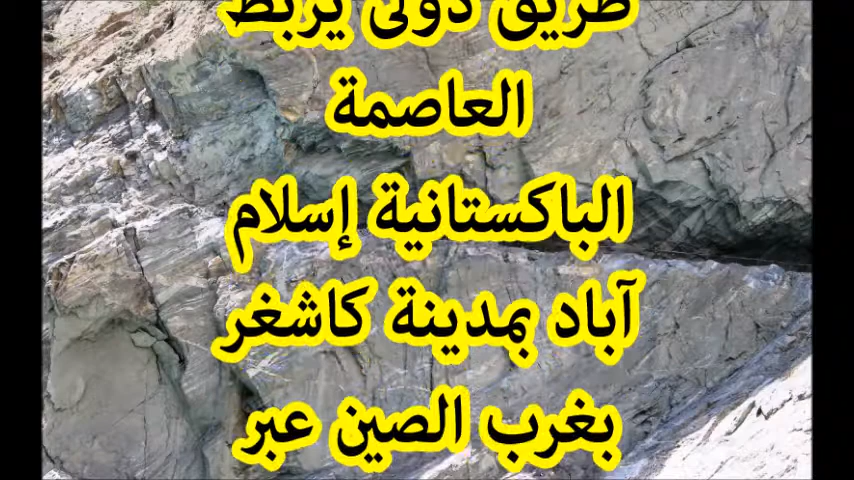 طريق دولى يربط
العاصمة
الباكستانية إسلام
آباد بمدينة كاشغر
بغرب الصين عبر